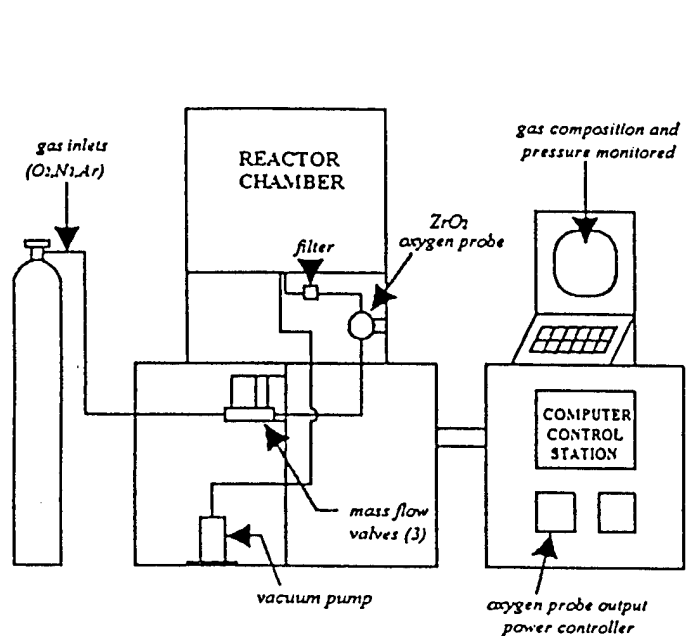 gas inlets
(O₂,N₂,Ar)
REACTOR
CHAMBER
gas composition and
pressure monitored
filter
ZrO₂
oxygen probe
COMPUTER
CONTROL
STATION
mass flow
valves (3)
vacuum pump
oxygen probe output
power controller